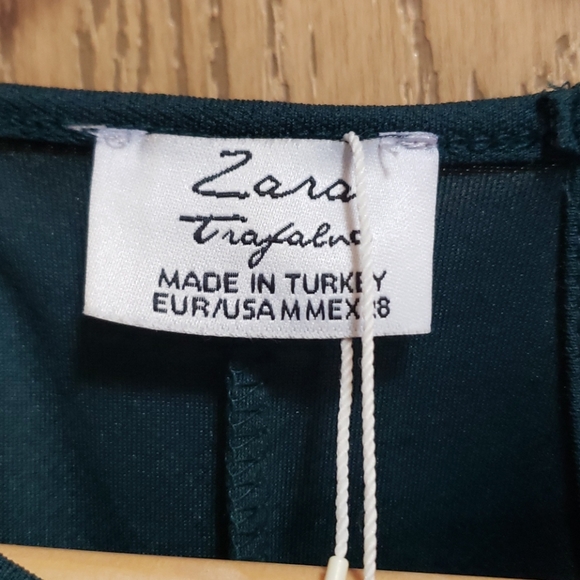 Zara
Trafaluc
MADE IN TURKEY
EUR/USA M MEX 28